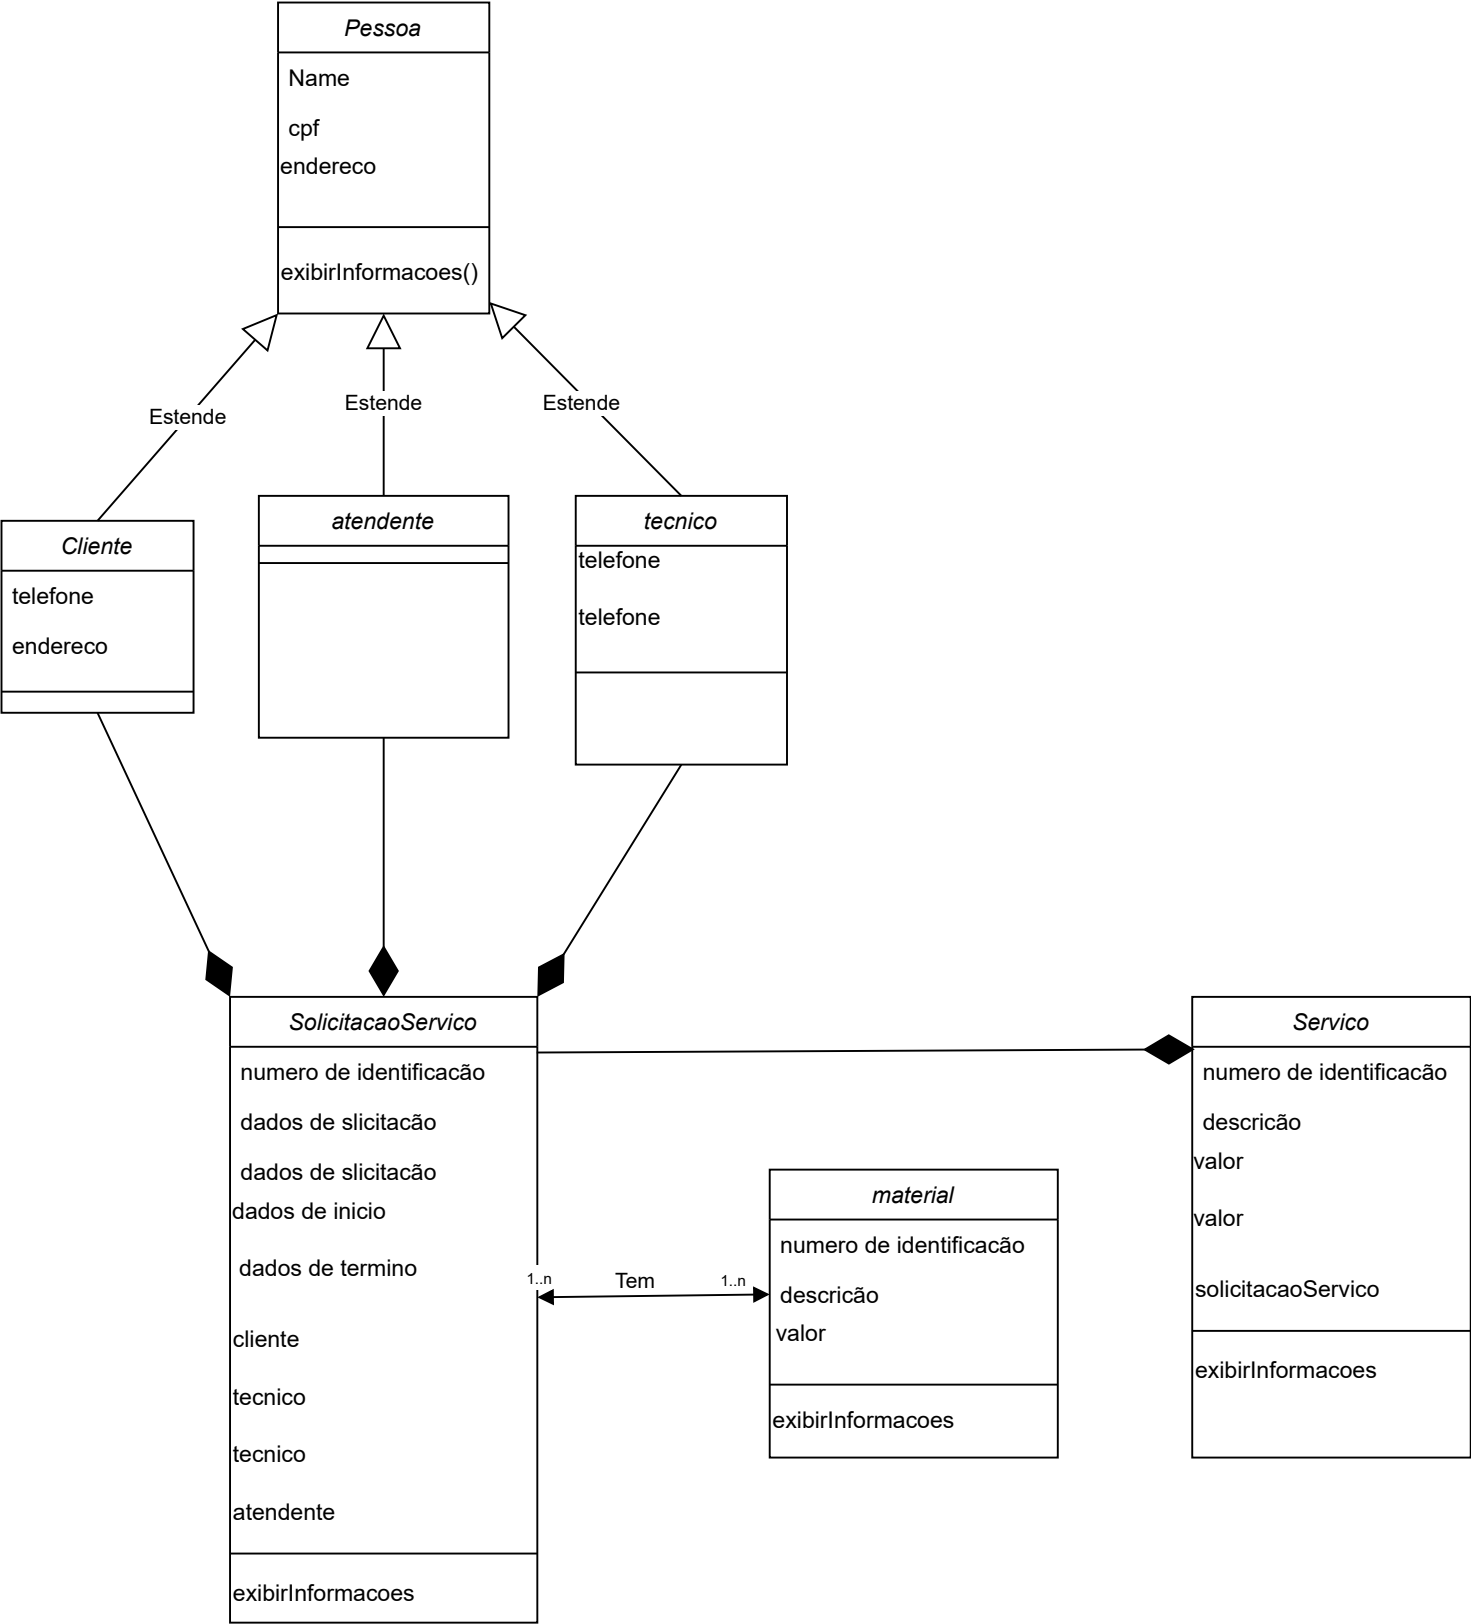 Pessoa
Name
cpf
endereco
exibirInformacoes()
Estende
Estende
Estende
Cliente
telefone
endereco
atendente
tecnico
telefone
telefone
SolicitacaoServico
numero de identificacão
dados de slicitacão
dados de slicitacão
dados de inicio
dados de termino
cliente
tecnico
tecnico
atendente
exibirInformacoes
1..n
Tem
1..n
material
numero de identificacão
descricão
valor
exibirInformacoes
Servico
numero de identificacão
descricão
valor
valor
solicitacaoServico
exibirInformacoes